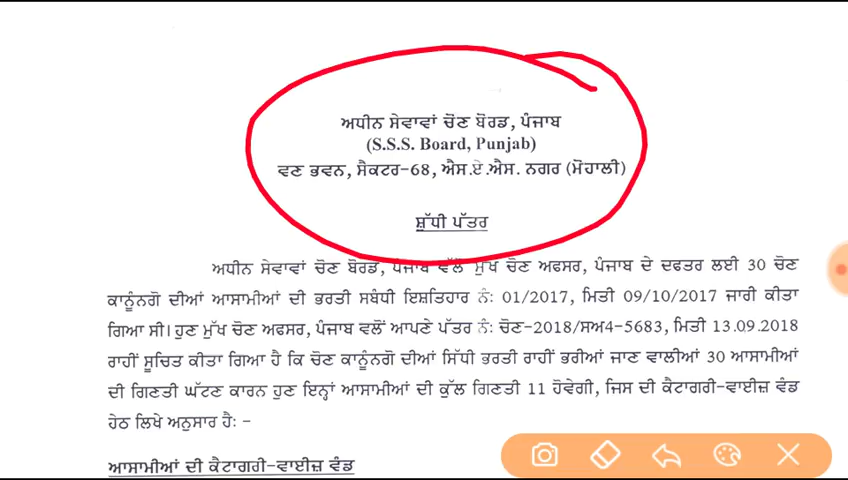 ਅਧੀਨ ਸੇਵਾਵਾਂ ਚੋਣ ਬੋਰਡ, ਪੰਜਾਬ
(S.S.S. Board, Punjab)
ਵਣ ਭਵਨ, ਸੈਕਟਰ-68, ਐਸ.ਏ.ਐਸ. ਨਗਰ (ਮੋਹਾਲੀ)
ਸ਼ੁੱਧੀ ਪੱਤਰ
ਅਧੀਨ ਸੇਵਾਵਾਂ ਚੋਣ ਬੋਰਡ, ਪੰਜਾਬ ਵੱਲੋਂ ਮੁੱਖ ਚੋਣ ਅਫਸਰ, ਪੰਜਾਬ ਦੇ ਦਫਤਰ ਲਈ 30 ਚੋਣ
ਕਾਨੂੰਨਗੋ ਦੀਆਂ ਆਸਾਮੀਆਂ ਦੀ ਭਰਤੀ ਸਬੰਧੀ ਇਸ਼ਤਿਹਾਰ ਨੰ: 01/2017, ਮਿਤੀ 09/10/2017 ਜਾਰੀ ਕੀਤਾ
ਗਿਆ ਸੀ। ਹੁਣ ਮੁੱਖ ਚੋਣ ਅਫਸਰ, ਪੰਜਾਬ ਵਲੋਂ ਆਪਣੇ ਪੱਤਰ ਨੰ: ਚੋਣ-2018/ਸਅ4-5683, ਮਿਤੀ 13.09.2018
ਰਾਹੀਂ ਸੂਚਿਤ ਕੀਤਾ ਗਿਆ ਹੈ ਕਿ ਚੋਣ ਕਾਨੂੰਨਗੋ ਦੀਆਂ ਸਿੱਧੀ ਭਰਤੀ ਰਾਹੀਂ ਭਰੀਆਂ ਜਾਣ ਵਾਲੀਆਂ 30 ਆਸਾਮੀਆਂ
ਦੀ ਗਿਣਤੀ ਘੱਟਣ ਕਾਰਨ ਹੁਣ ਇਨ੍ਹਾਂ ਆਸਾਮੀਆਂ ਦੀ ਕੁੱਲ ਗਿਣਤੀ 11 ਹੋਵੇਗੀ, ਜਿਸ ਦੀ ਕੈਟਾਗਰੀ-ਵਾਈਜ਼ ਵੰਡ
ਹੇਠ ਲਿਖੇ ਅਨੁਸਾਰ ਹੈ: -
ਆਸਾਮੀਆਂ ਦੀ ਕੈਟਾਗਰੀ-ਵਾਈਜ਼ ਵੰਡ